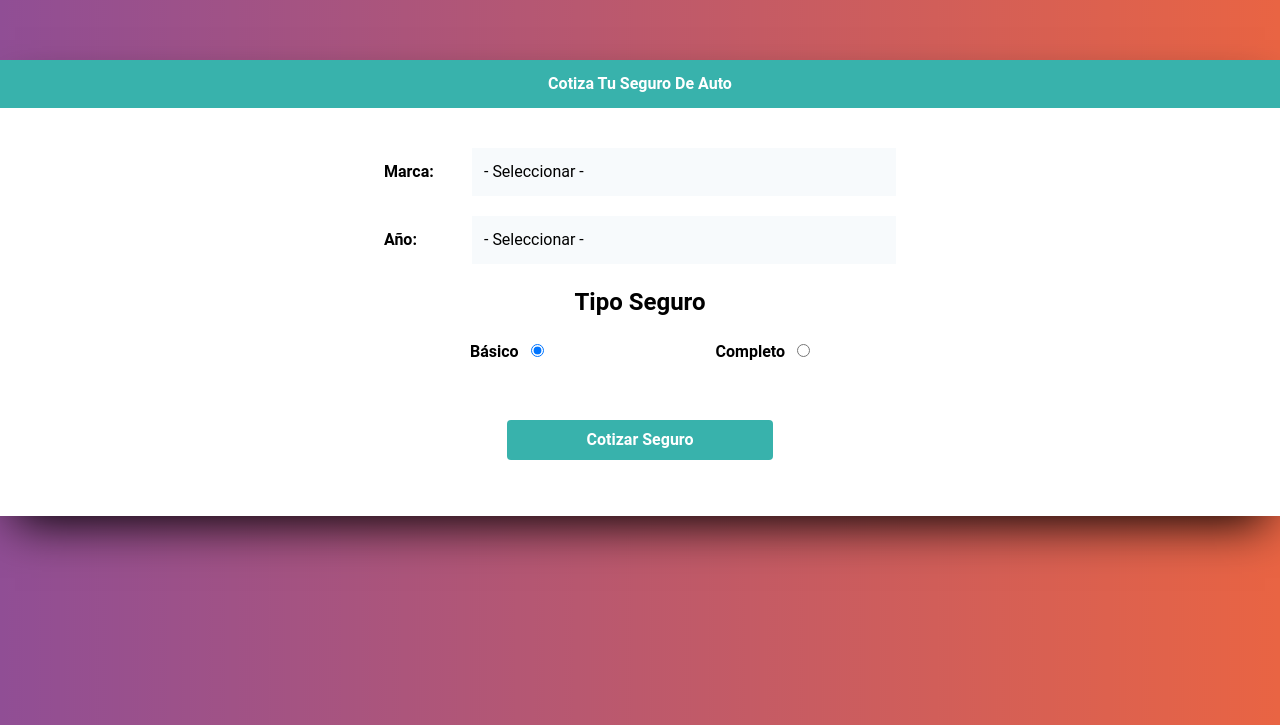 Cotiza Tu Seguro De Auto
Marca: - Seleccionar -
Año: - Seleccionar -
Tipo Seguro
Básico Completo
Cotizar Seguro